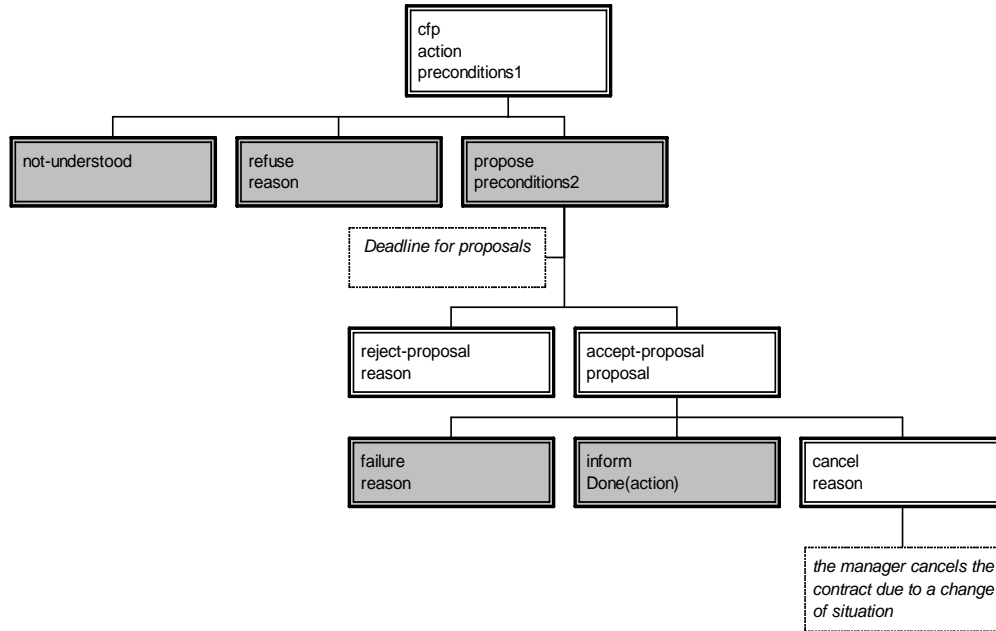 cfp
action
preconditions1
not-understood
refuse
reason
propose
preconditions2
Deadline for proposals
reject-proposal
reason
accept-proposal
proposal
failure
reason
inform
Done(action)
cancel
reason
the manager cancels the
contract due to a change
of situation